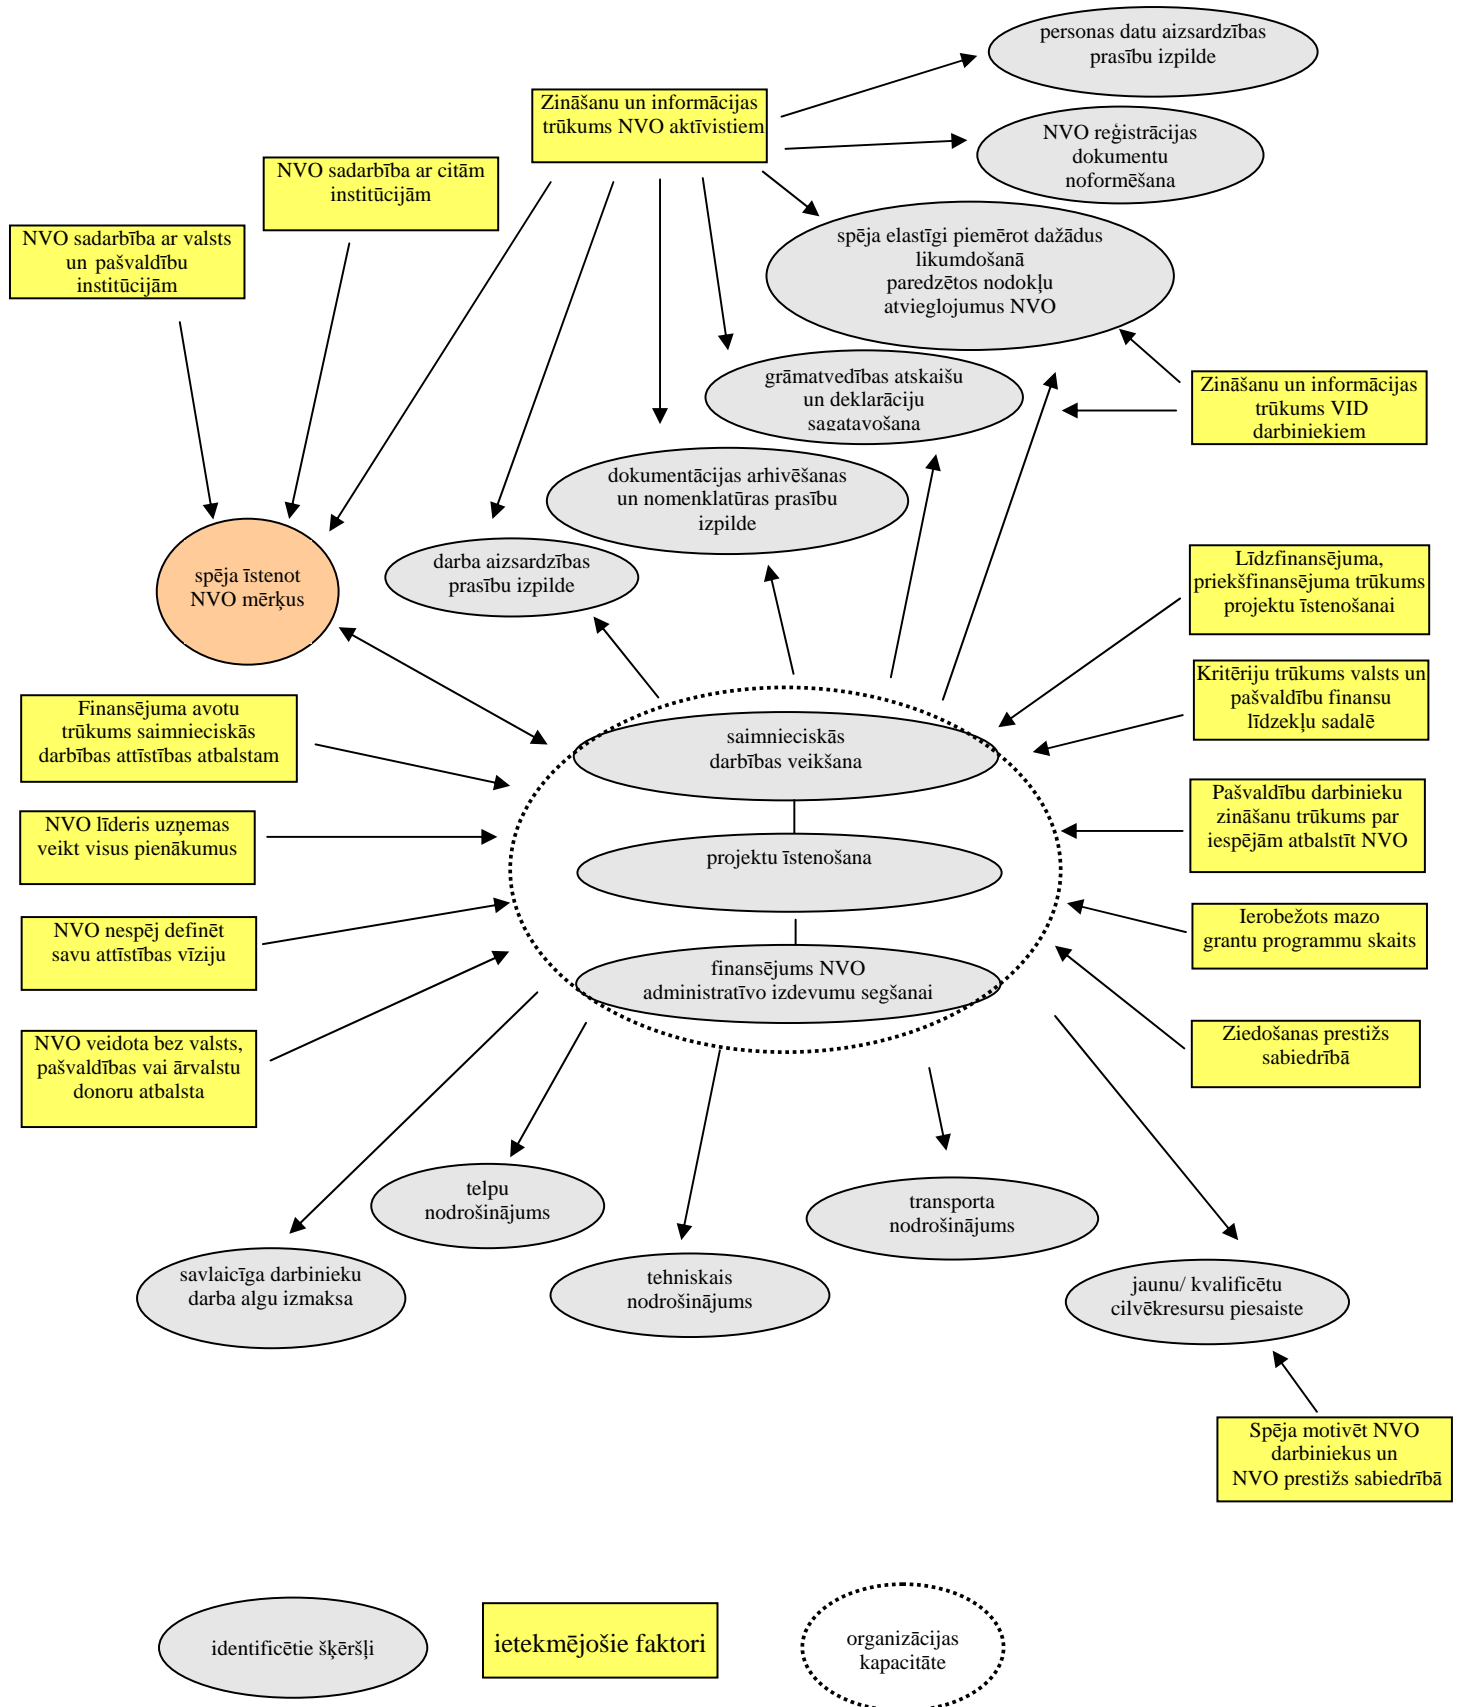 personas datu aizsardzības
prasību izpilde
Zināšanu un informācijas
trūkums NVO aktīvistiem
NVO reģistrācijas
dokumentu
noformēšana
NVO sadarbība ar citām
institūcijām
NVO sadarbība ar valsts
un pašvaldību
institūcijām
spēja elastīgi piemērot dažādus
likumdošanā
paredzētos nodokļu
atvieglojumus NVO
grāmatvedības atskaišu
un deklarāciju
sagatavošana
Zināšanu un informācijas
trūkums VID
darbiniekiem
dokumentācijas arhivēšanas
un nomenklatūras prasību
izpilde
darba aizsardzības
prasību izpilde
spēja īstenot
NVO mērķus
Līdzfinansējuma,
priekšfinansējuma trūkums
projektu īstenošanai
Kritēriju trūkums valsts un
pašvaldību finansu
līdzekļu sadalē
Finansējuma avotu
trūkums saimnieciskās
darbības attīstības atbalstam
saimnieciskās
darbības veikšana
Pašvaldību darbinieku
zināšanu trūkums par
iespējām atbalstīt NVO
NVO līderis uzņemas
veikt visus pienākumus
projektu īstenošana
Ierobežots mazo
grantu programmu skaits
NVO nespēj definēt
savu attīstības vīziju
finansējums NVO
administratīvo izdevumu segšanai
NVO veidota bez valsts,
pašvaldības vai ārvalstu
donoru atbalsta
Ziedošanas prestižs
sabiedrībā
telpu
nodrošinājums
transporta
nodrošinājums
savlaicīga darbinieku
darba algu izmaksa
tehniskais
nodrošinājums
jaunu/ kvalificētu
cilvēkresursu piesaiste
Spēja motivēt NVO
darbiniekus un
NVO prestižs sabiedrībā
identificētie šķēršļi
ietekmējošie faktori
organizācijas
kapacitāte